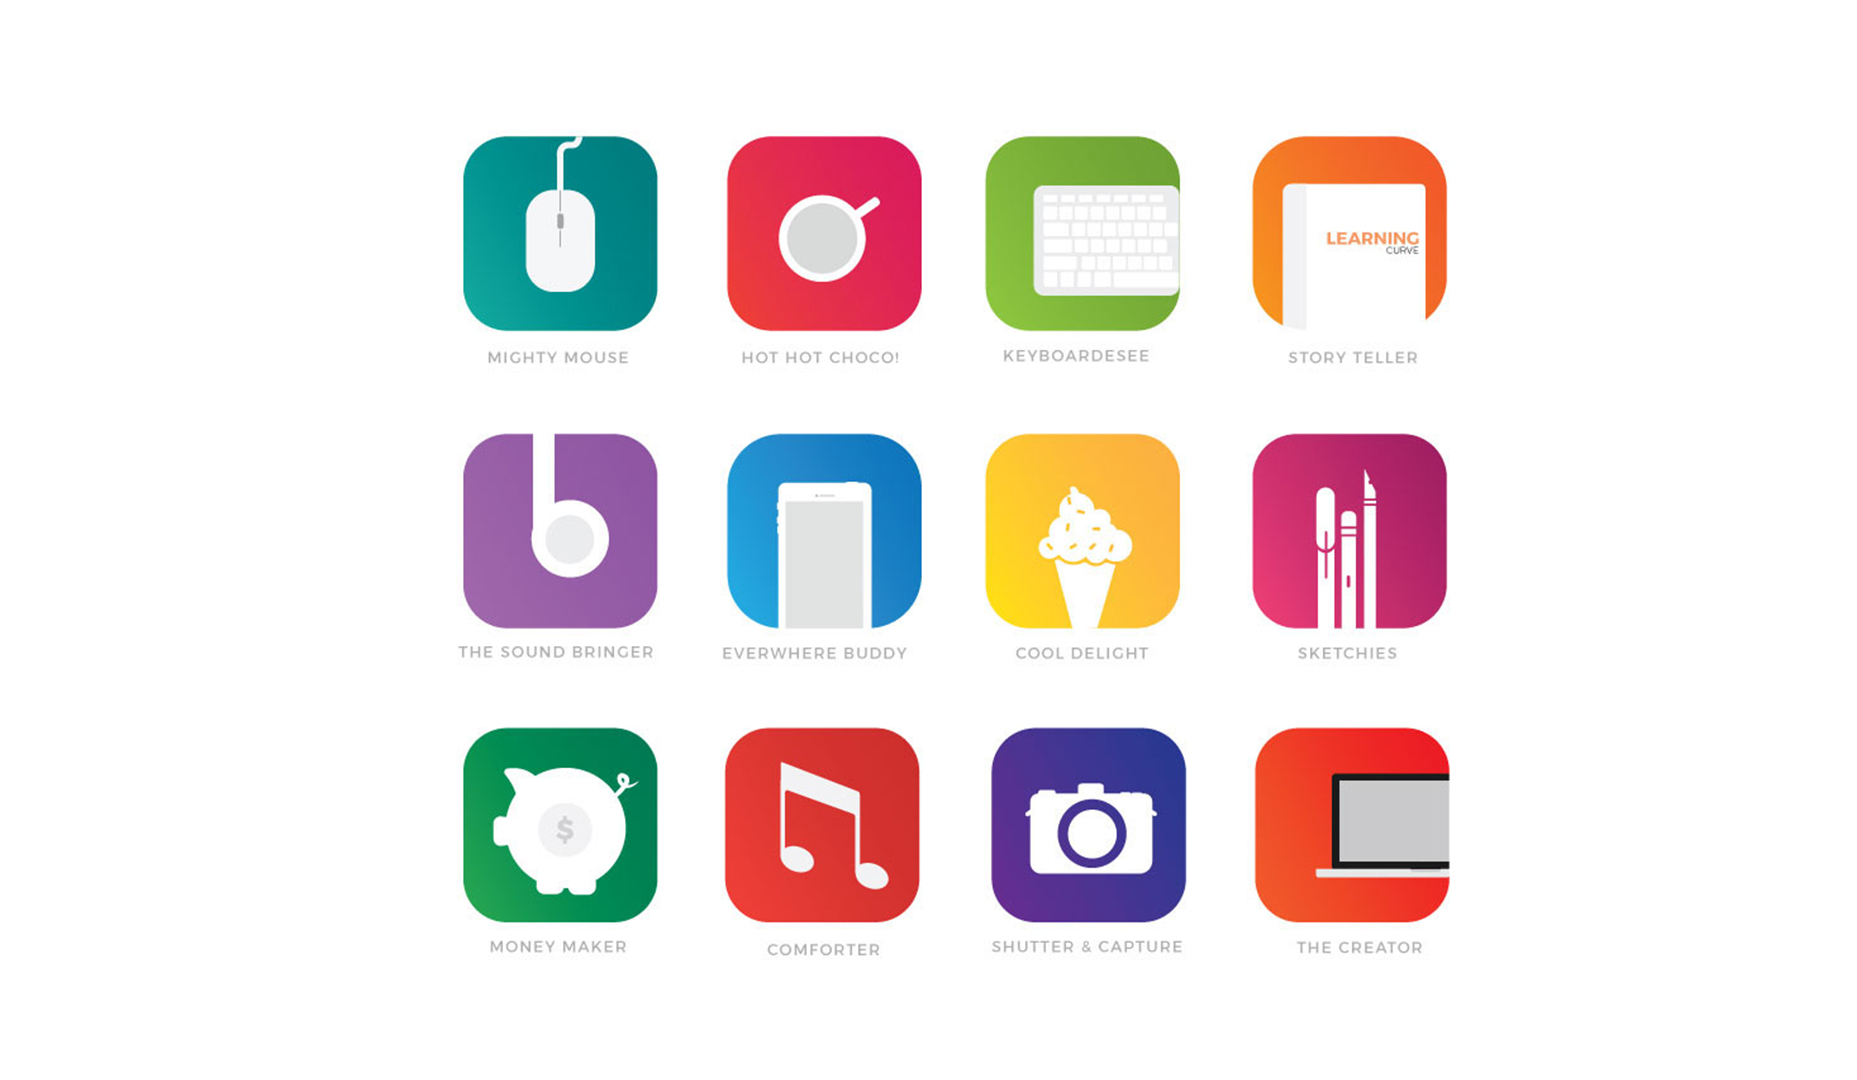 LEARNING
CURVE
MIGHTY MOUSE
HOT HOT CHOCO!
KEYBOARDESEE
STORY TELLER
THE SOUND BRINGER
EVERWHERE BUDDY
COOL DELIGHT
SKETCHIES
$
MONEY MAKER
COMFORTER
SHUTTER & CAPTURE
THE CREATOR